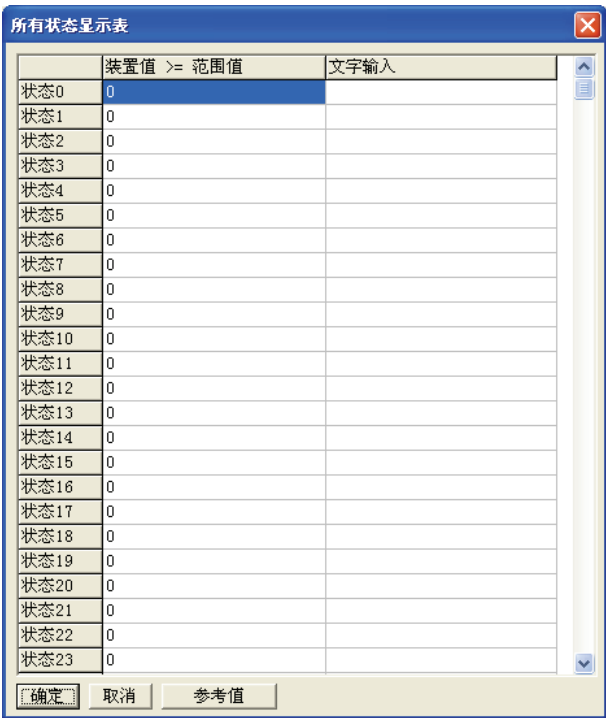 所有状态显示表
装置值 >= 范围值 文字输入
状态0 0
状态1 0
状态2 0
状态3 0
状态4 0
状态5 0
状态6 0
状态7 0
状态8 0
状态9 0
状态10 0
状态11 0
状态12 0
状态13 0
状态14 0
状态15 0
状态16 0
状态17 0
状态18 0
状态19 0
状态20 0
状态21 0
状态22 0
状态23 0
确定 取消 参考值